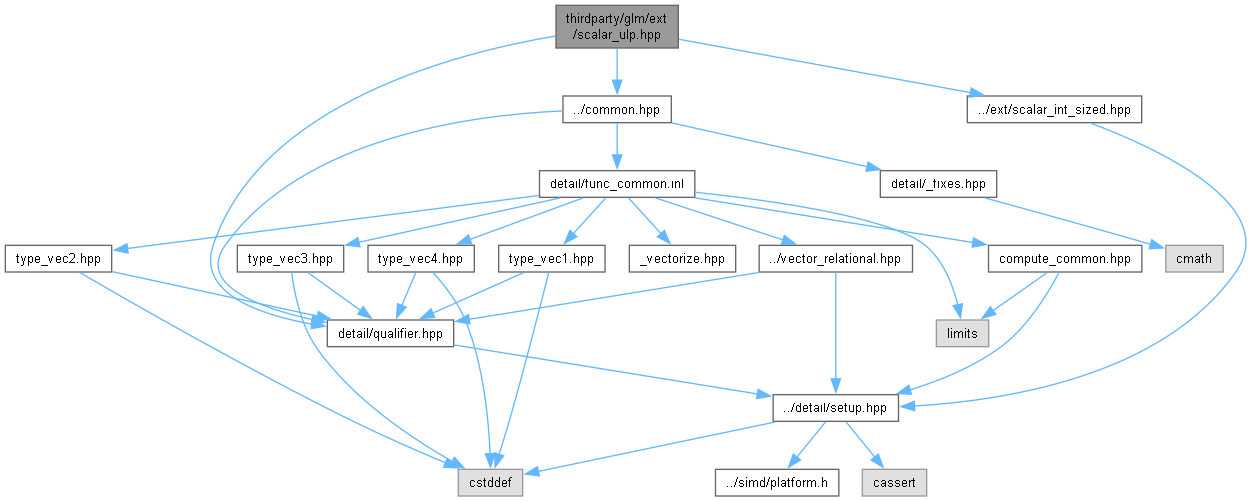 thirdparty/glm/ext
/scalar_ulp.hpp
../common.hpp
../ext/scalar_int_sized.hpp
detail/func_common.inl
detail/_fixes.hpp
type_vec2.hpp
type_vec3.hpp
type_vec4.hpp
type_vec1.hpp
_vectorize.hpp
../vector_relational.hpp
compute_common.hpp
cmath
detail/qualifier.hpp
limits
../detail/setup.hpp
cstddef
../simd/platform.h
cassert